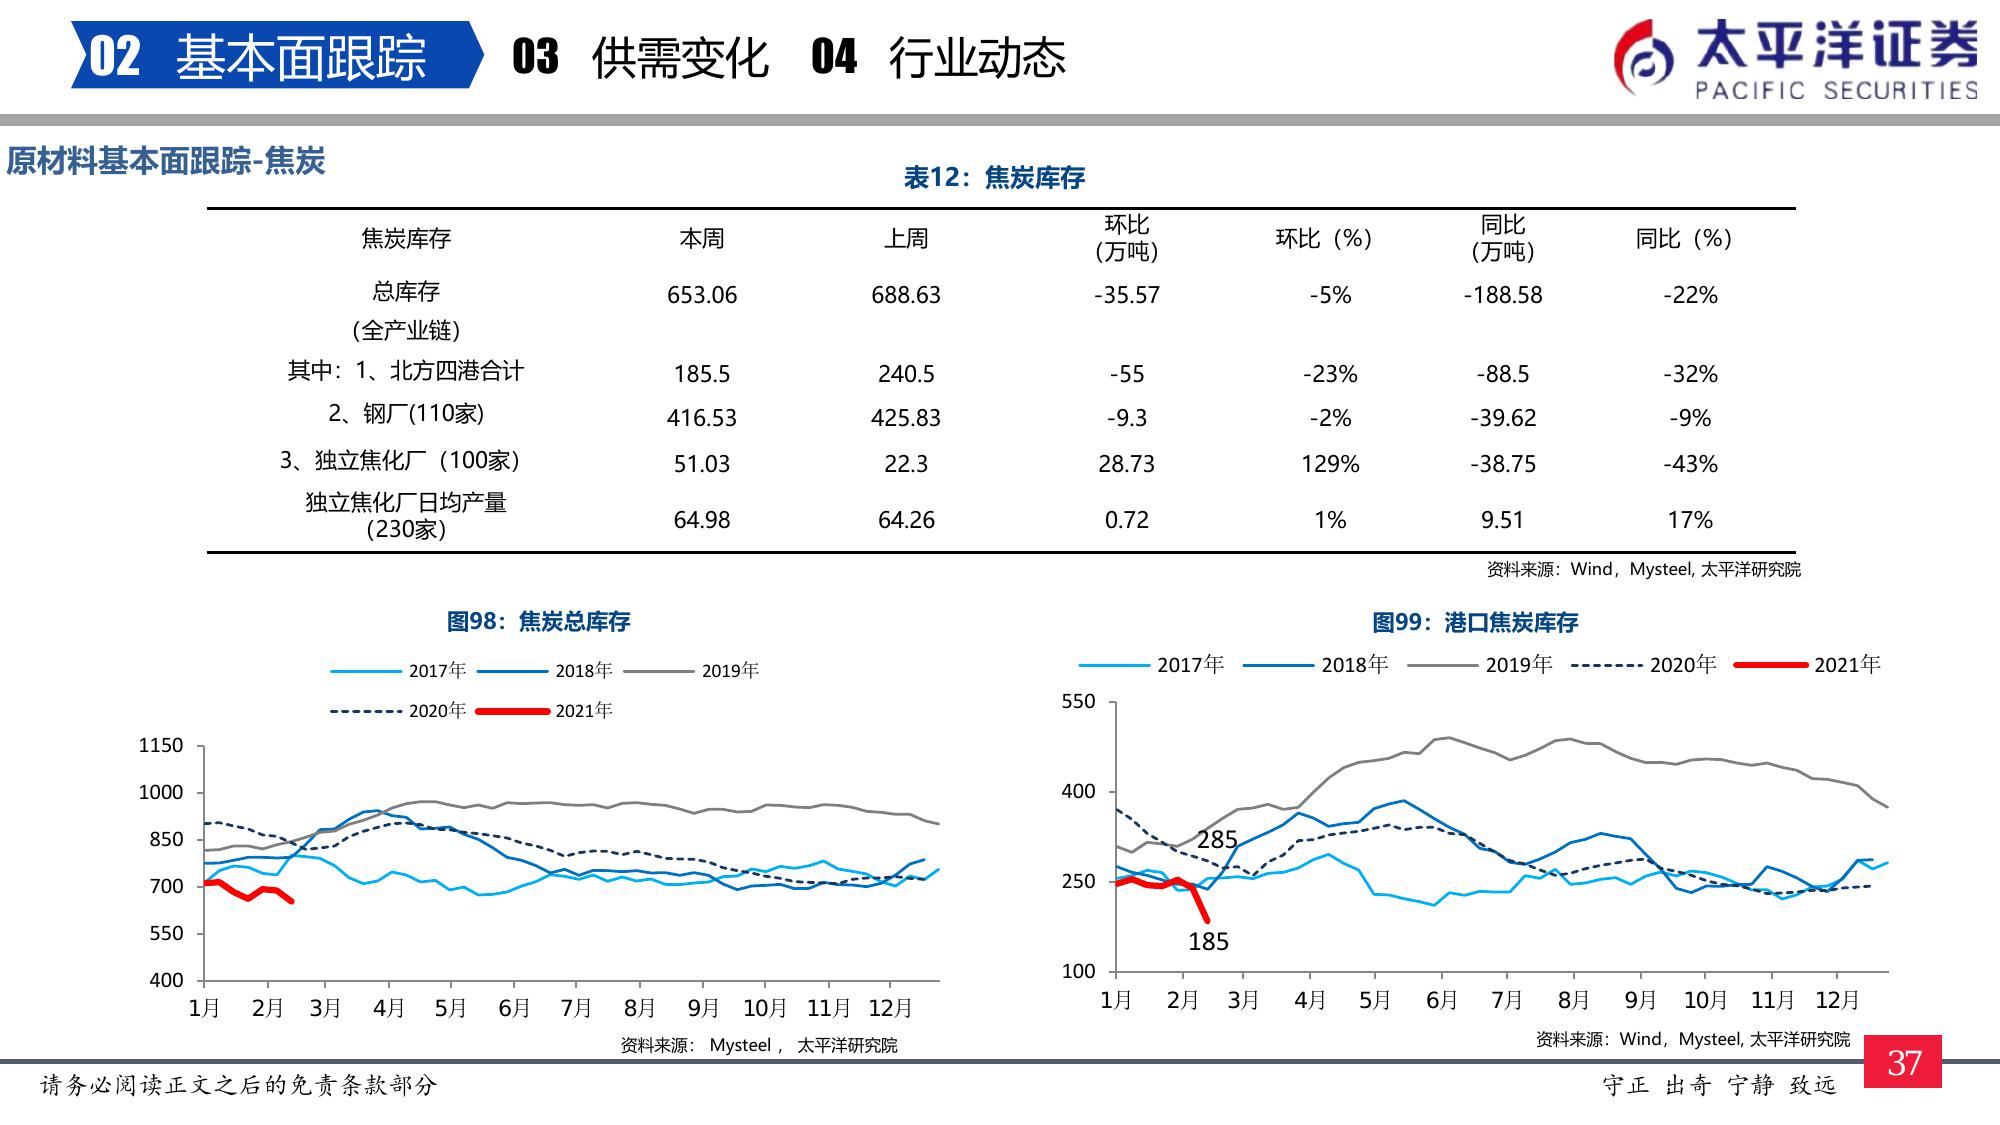 02 基本面跟踪 03 供需变化 04 行业动态
太平洋证券
PACIFIC SECURITIES
原材料基本面跟踪-焦炭
表12：焦炭库存
焦炭库存 本周 上周 环比（万吨） 环比（%） 同比（万吨） 同比（%）
总库存（全产业链） 653.06 688.63 -35.57 -5% -188.58 -22%
其中：1、北方四港合计 185.5 240.5 -55 -23% -88.5 -32%
2、钢厂(110家) 416.53 425.83 -9.3 -2% -39.62 -9%
3、独立焦化厂（100家） 51.03 22.3 28.73 129% -38.75 -43%
独立焦化厂日均产量（230家） 64.98 64.26 0.72 1% 9.51 17%
资料来源：Wind，Mysteel, 太平洋研究院
图98：焦炭总库存
2017年 2018年 2019年
2020年 2021年
1150
1000
850
700
550
400
1月 2月 3月 4月 5月 6月 7月 8月 9月 10月 11月 12月
资料来源： Mysteel ， 太平洋研究院
图99：港口焦炭库存
2017年 2018年 2019年 2020年 2021年
550
400
250
100
285
185
1月 2月 3月 4月 5月 6月 7月 8月 9月 10月 11月 12月
资料来源：Wind，Mysteel, 太平洋研究院
37
请务必阅读正文之后的免责条款部分
守正 出奇 宁静 致远